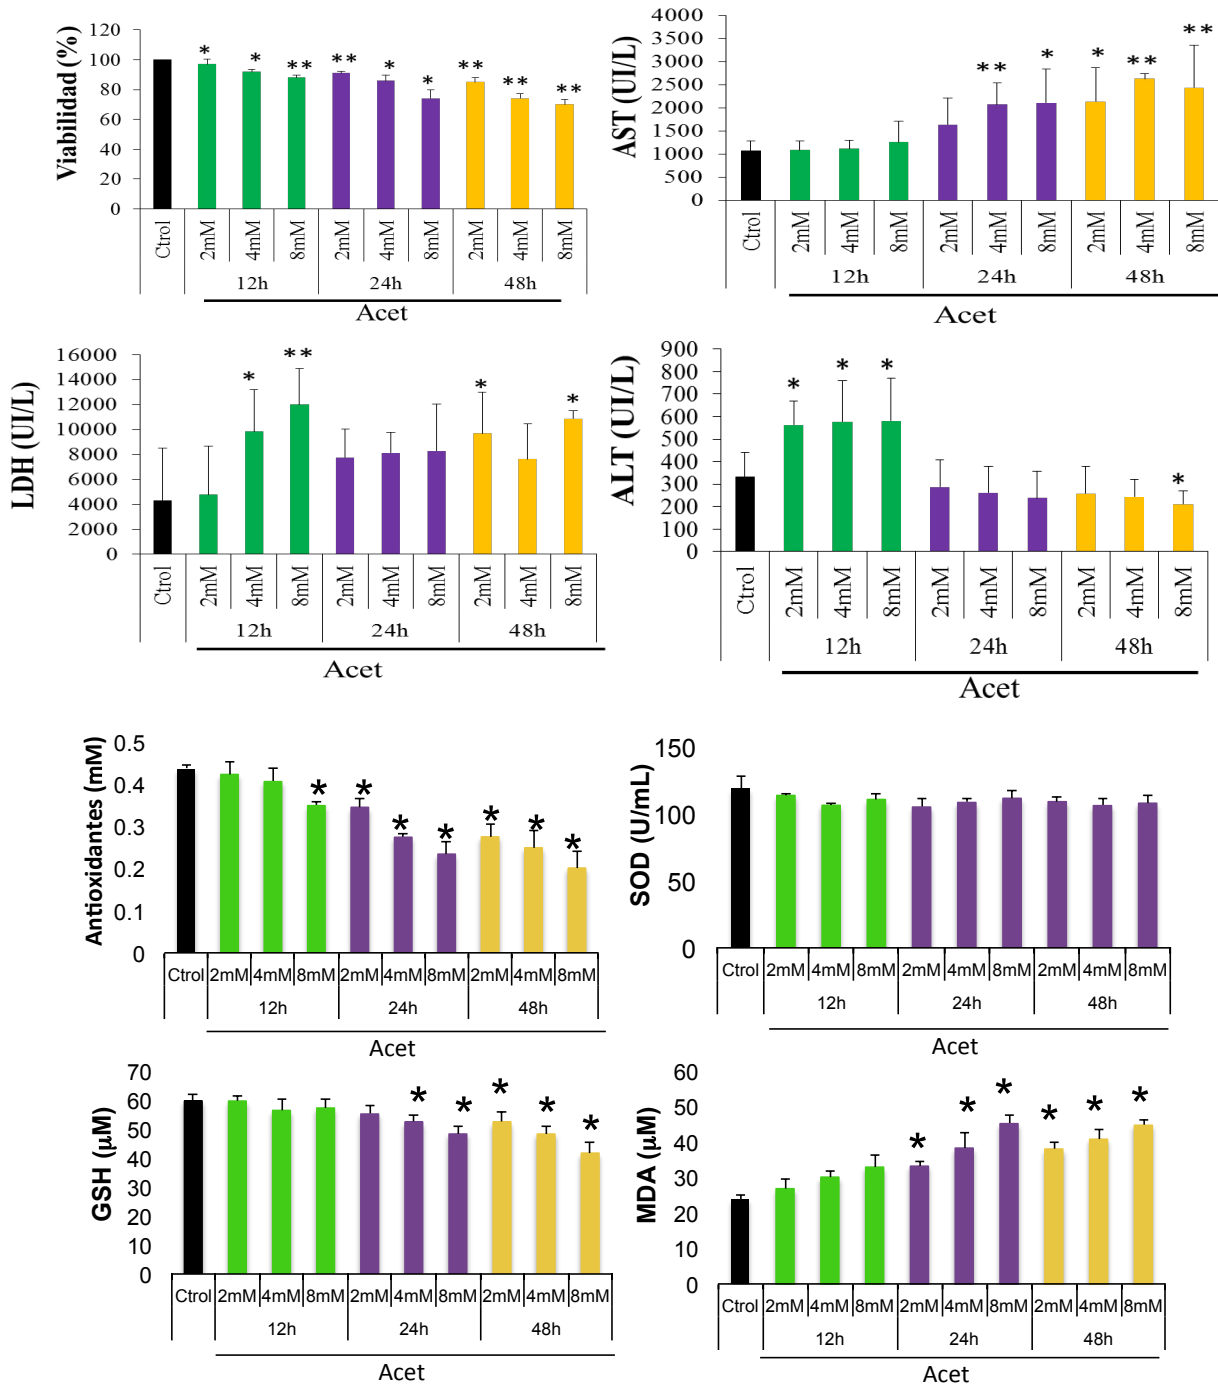 Viabilidad (%)
120
100
80
60
40
20
0
* * ** ** * * ** ** **
Ctrol 2mM 4mM 8mM 2mM 4mM 8mM 2mM 4mM 8mM
12h 24h 48h
Acet
AST (UI/L)
4000
3500
3000
2500
2000
1500
1000
500
0
** * * ** **
Ctrol 2mM 4mM 8mM 2mM 4mM 8mM 2mM 4mM 8mM
12h 24h 48h
Acet
LDH (UI/L)
16000
14000
12000
10000
8000
6000
4000
2000
0
* ** * *
Ctrol 2mM 4mM 8mM 2mM 4mM 8mM 2mM 4mM 8mM
12h 24h 48h
Acet
ALT (UI/L)
900
800
700
600
500
400
300
200
100
0
* * * *
Ctrol 2mM 4mM 8mM 2mM 4mM 8mM 2mM 4mM 8mM
12h 24h 48h
Acet
Antioxidantes (mM)
0.5
0.4
0.3
0.2
0.1
0
* * * * * * *
Ctrol 2mM 4mM 8mM 2mM 4mM 8mM 2mM 4mM 8mM
12h 24h 48h
Acet
SOD (U/mL)
150
100
50
0
Ctrol 2mM 4mM 8mM 2mM 4mM 8mM 2mM 4mM 8mM
12h 24h 48h
Acet
GSH (µM)
70
60
50
40
30
20
10
0
* * * * *
Ctrol 2mM 4mM 8mM 2mM 4mM 8mM 2mM 4mM 8mM
12h 24h 48h
Acet
MDA (µM)
60
50
40
30
20
10
0
* * * * * *
Ctrol 2mM 4mM 8mM 2mM 4mM 8mM 2mM 4mM 8mM
12h 24h 48h
Acet